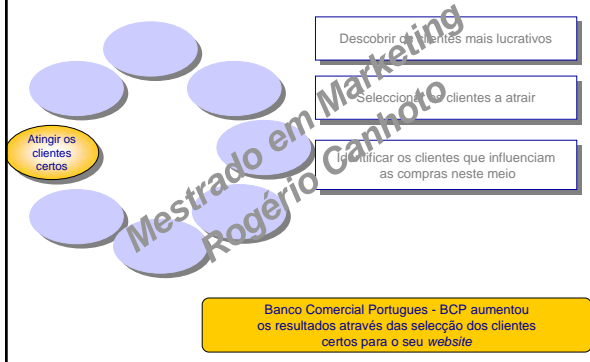 Descobrir os clientes mais lucrativos
Seleccionar os clientes a atrair
Identificar os clientes que influenciam
as compras neste meio
Atingir os
clientes
certos
Mestrado em Marketing
Rogério Canhoto
Banco Comercial Portugues - BCP aumentou
os resultados através das selecção dos clientes
certos para o seu website